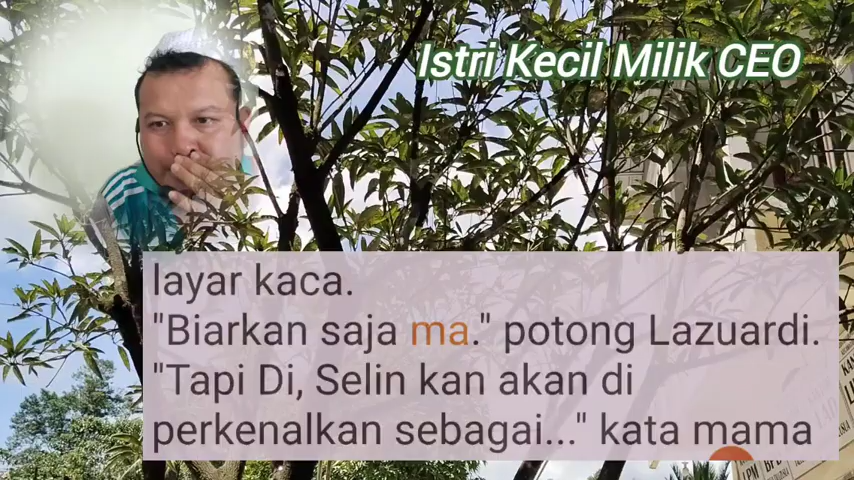 Istri Kecil Milik CEO
layar kaca.
"Biarkan saja ma." potong Lazuardi.
"Tapi Di, Selin kan akan di
perkenalkan sebagai..." kata mama
LPM